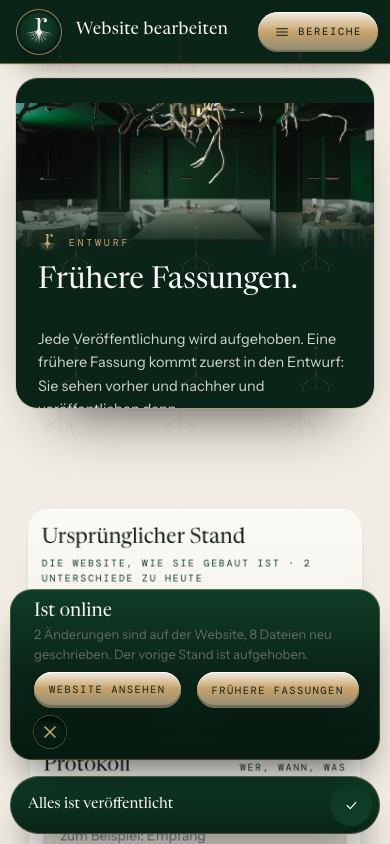 r
Website bearbeiten
BEREICHE
r
ENTWURF
Frühere Fassungen.
Jede Veröffentlichung wird aufgehoben. Eine
frühere Fassung kommt zuerst in den Entwurf:
Sie sehen vorher und nachher und
veröffentlichen dann.
Ursprünglicher Stand
DIE WEBSITE, WIE SIE GEBAUT IST · 2
UNTERSCHIEDE ZU HEUTE
Ist online
2 Änderungen sind auf der Website, 8 Dateien neu
geschrieben. Der vorige Stand ist aufgehoben.
WEBSITE ANSEHEN
FRÜHERE FASSUNGEN
Protokoll
WER, WANN, WAS
Alles ist veröffentlicht
zum Beispiel: Empfang